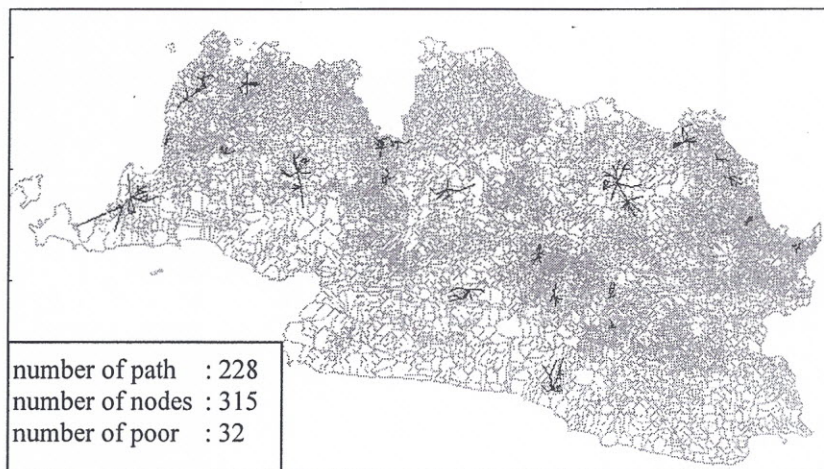 number of path : 228
number of nodes : 315
number of poor : 32